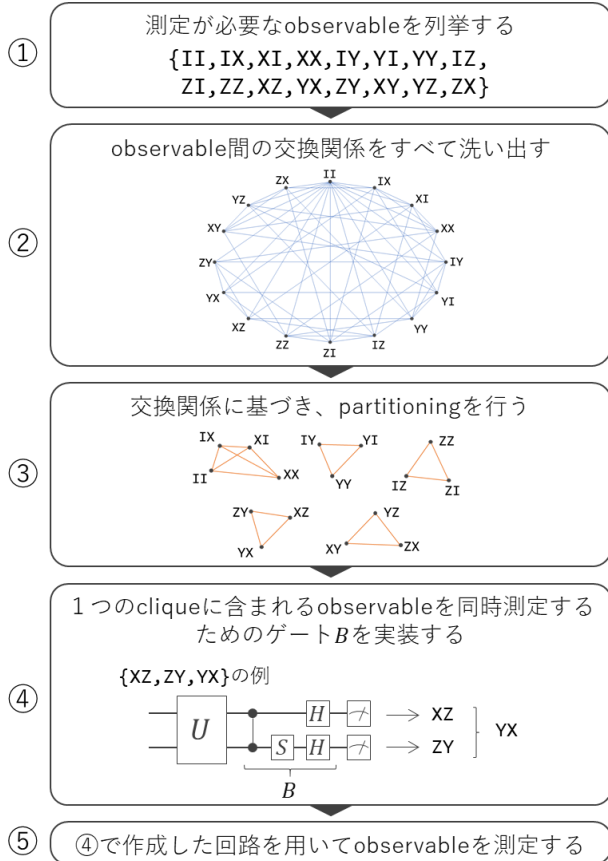 ①
測定が必要なobservableを列挙する
{II,IX,XI,XX,IY,YI,YY,IZ,
ZI,ZZ,XZ,YX,ZY,XY,YZ,ZX}
②
observable間の交換関係をすべて洗い出す
II
ZX
IX
YZ
XI
XY
XX
ZY
IY
YX
YI
XZ
YY
ZZ
IZ
ZI
③
交換関係に基づき、partitioningを行う
IX
XI
II
XX
IY
YI
YY
ZZ
IZ
ZI
ZY
XZ
YX
YZ
XY
ZX
④
１つのcliqueに含まれるobservableを同時測定する
ためのゲートBを実装する
{XZ,ZY,YX}の例
U
H
XZ
S
H
ZY
YX
B
⑤
④で作成した回路を用いてobservableを測定する